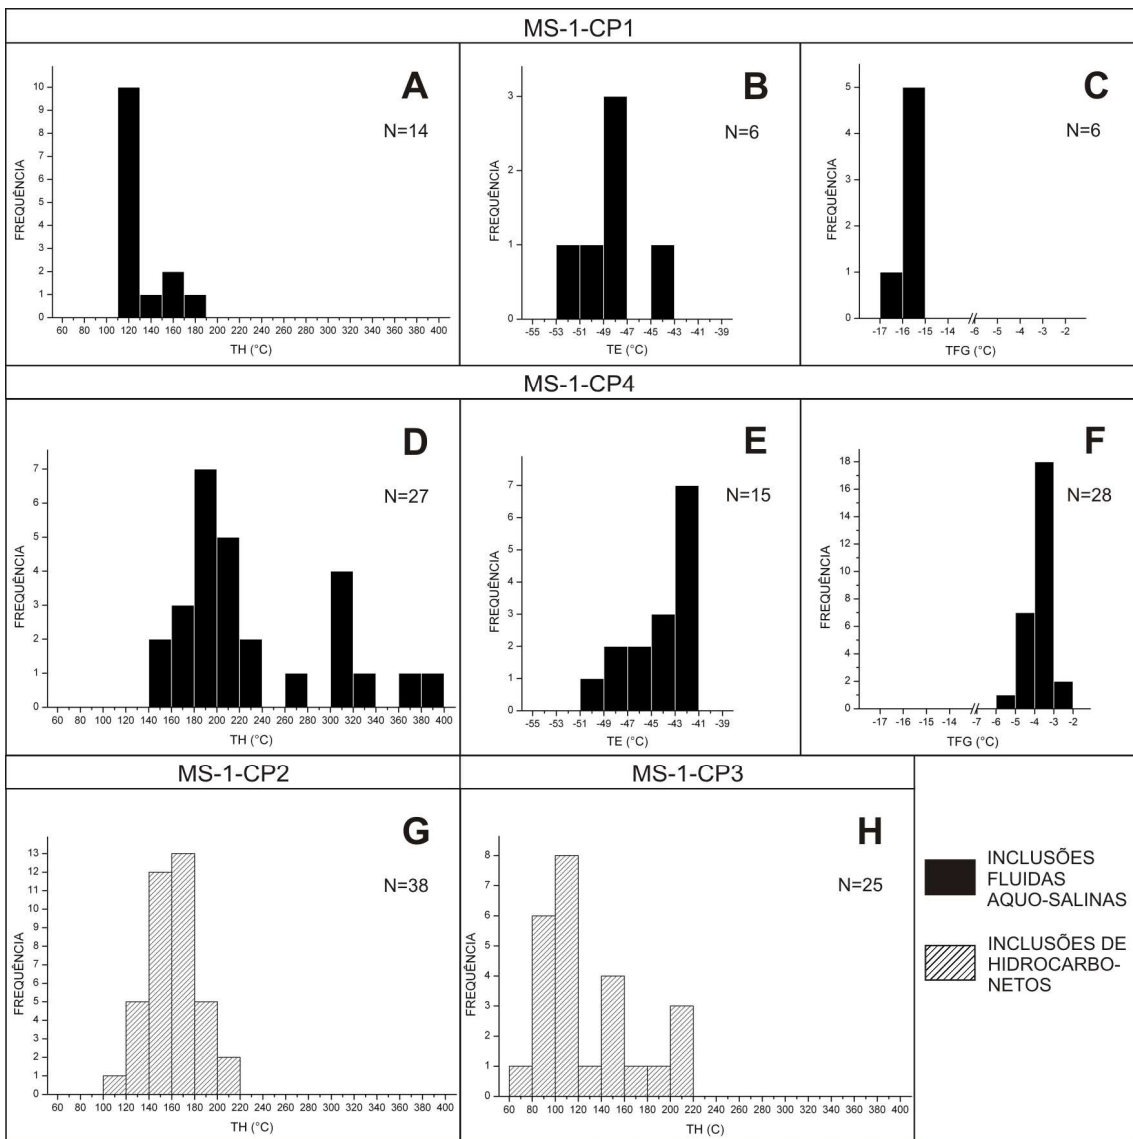 MS-1-CP1
A
N=14
FREQUÊNCIA
10
9
8
7
6
5
4
3
2
1
0
60 80 100 120 140 160 180 200 220 240 260 280 300 320 340 360 380 400
TH (°C)
B
N=6
FREQUÊNCIA
3
2
1
0
-55 -53 -51 -49 -47 -45 -43 -41 -39
TE (°C)
C
N=6
FREQUÊNCIA
5
4
3
2
1
0
-17 -16 -15 -14 -6 -5 -4 -3 -2
TFG (°C)
MS-1-CP4
D
N=27
FREQUÊNCIA
7
6
5
4
3
2
1
0
60 80 100 120 140 160 180 200 220 240 260 280 300 320 340 360 380 400
TH (°C)
E
N=15
FREQUÊNCIA
7
6
5
4
3
2
1
0
-55 -53 -51 -49 -47 -45 -43 -41 -39
TE (°C)
F
N=28
FREQUÊNCIA
18
16
14
12
10
8
6
4
2
0
-17 -16 -15 -14 -7 -6 -5 -4 -3 -2
TFG (°C)
MS-1-CP2
G
N=38
FREQUÊNCIA
13
12
11
10
9
8
7
6
5
4
3
2
1
0
60 80 100 120 140 160 180 200 220 240 260 280 300 320 340 360 380 400
TH (°C)
MS-1-CP3
H
N=25
FREQUÊNCIA
8
7
6
5
4
3
2
1
0
60 80 100 120 140 160 180 200 220 240 260 280 300 320 340 360 380 400
TH (C)
INCLUSÕES
FLUIDAS
AQUO-SALINAS
INCLUSÕES DE
HIDROCARBO-
NETOS